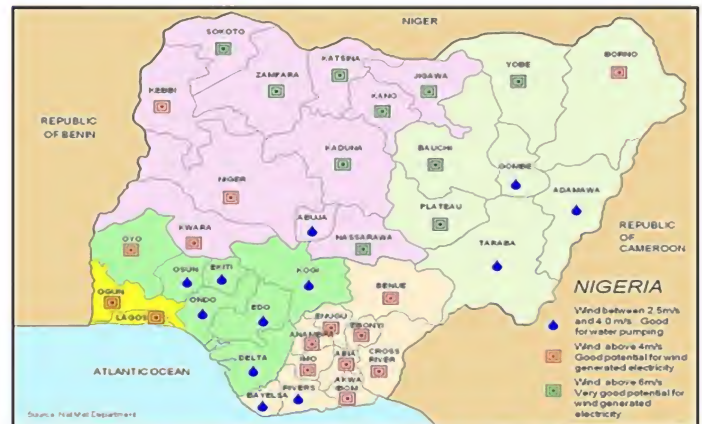 NIGER
SOKOTO
KATSINA
YOBE
BORNO
ZAMFARA
JIGAWA
KEBBI
KANO
REPUBLIC
OF BENIN
KADUNA
BAUCHI
GOMBE
NIGER
ADAMAWA
ABUJA
PLATEAU
KWARA
NASSARAWA
TARABA
REPUBLIC
OF
CAMEROON
OYO
OSUN
EKITI
KOGI
BENUE
OGUN
ONDO
EDO
LAGOS
ENUGU
EBONYI
ANAMBRA
IMO
ABIA
CROSS
RIVER
DELTA
AKWA
IBOM
BAYELSA
RIVERS
ATLANTIC OCEAN
NIGERIA
Wind between 2.5m/s
and 4.0 m/s. Good
for water pumping
Wind above 4m/s
Good potential for wind
generated electricity
Wind above 6m/s
Very good potential for
wind generated
electricity
Source: NatMet Department